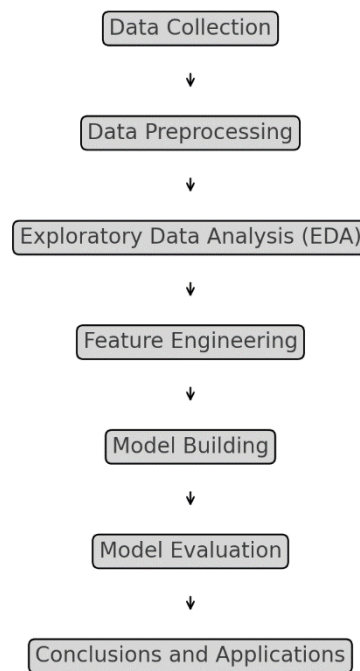 Data Collection
Data Preprocessing
Exploratory Data Analysis (EDA)
Feature Engineering
Model Building
Model Evaluation
Conclusions and Applications